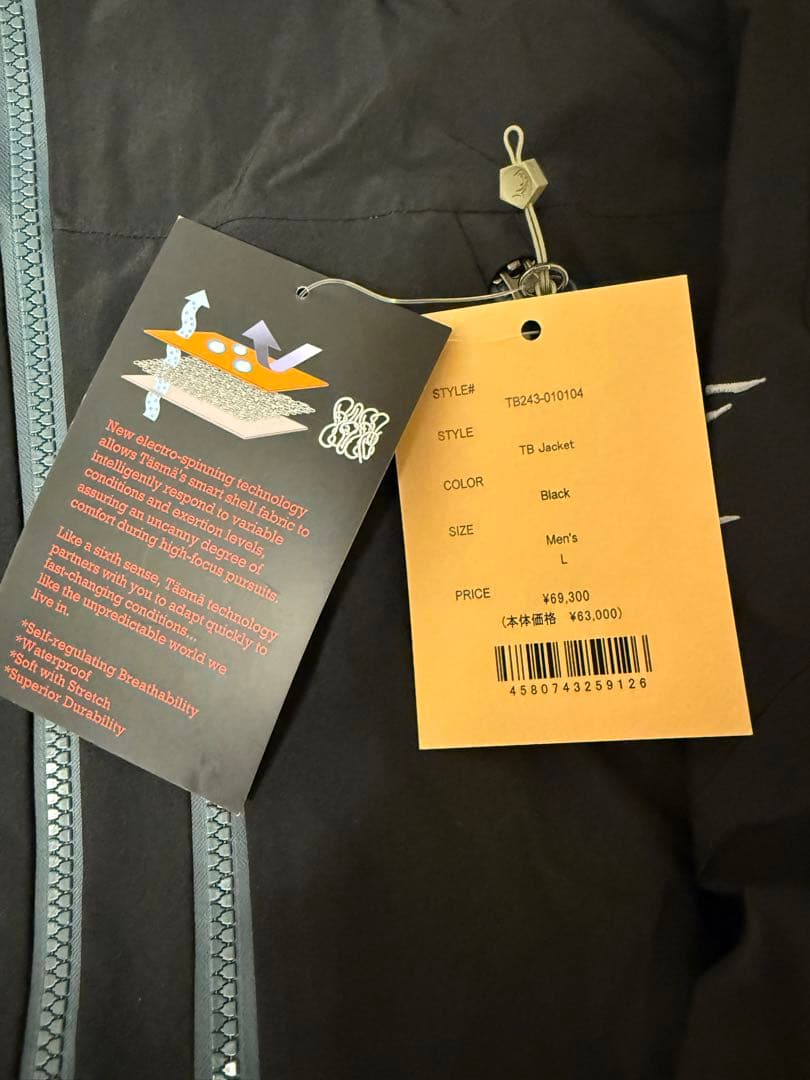 New electro-spinning technology
allows Täsmä's smart shell fabric to
intelligently respond to variable
conditions and exertion levels,
assuring an uncanny degree of
comfort during high-focus pursuits.
Like a sixth sense, Täsmä technology
partners with you to adapt quickly to
fast-changing conditions...
like the unpredictable world we
live in.
*Self-regulating Breathability
*Waterproof
*Soft with Stretch
*Superior Durability
STYLE# TB243-010104
STYLE TB Jacket
COLOR Black
SIZE Men's
L
PRICE ¥69,300
(本体価格 ¥63,000)
4580743259126